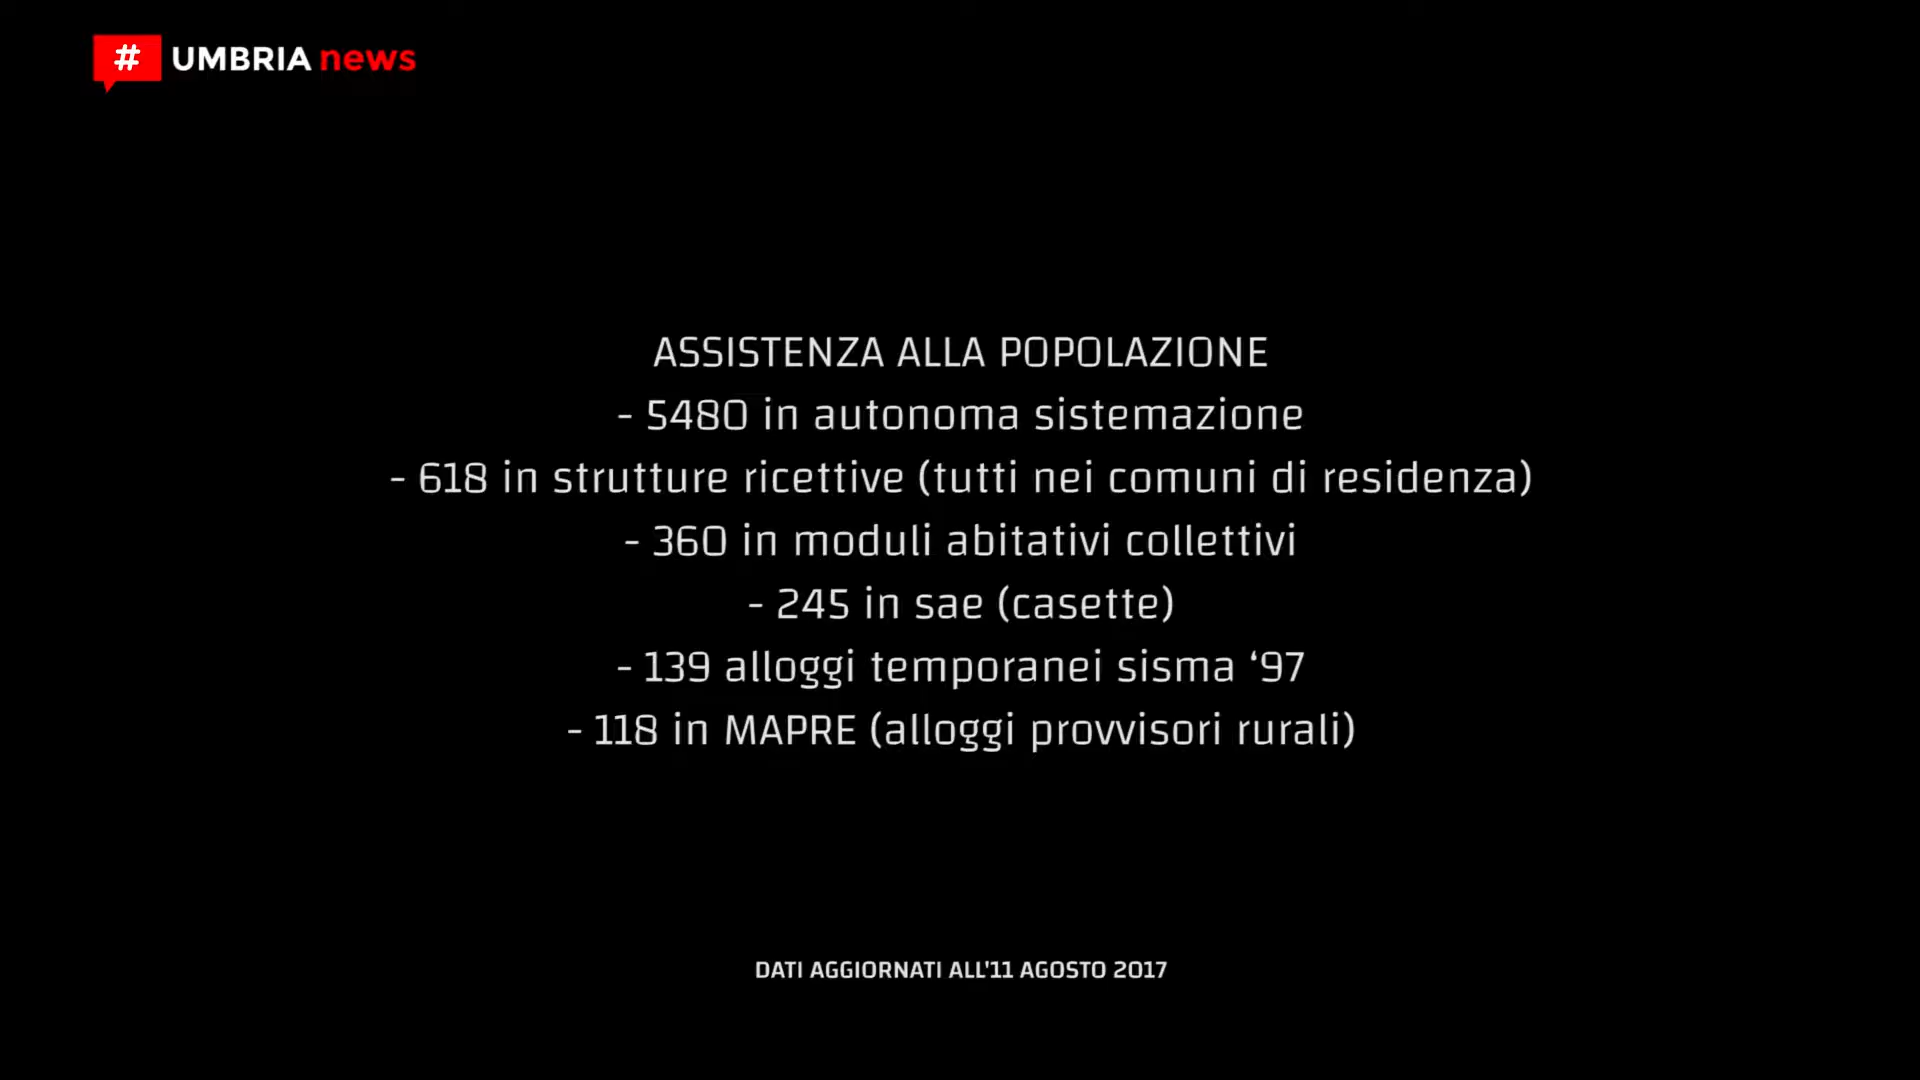 # UMBRIA news
ASSISTENZA ALLA POPOLAZIONE
- 5480 in autonoma sistemazione
- 618 in strutture ricettive (tutti nei comuni di residenza)
- 360 in moduli abitativi collettivi
- 245 in sae (casette)
- 139 alloggi temporanei sisma ‘97
- 118 in MAPRE (alloggi provvisori rurali)
DATI AGGIORNATI ALL'11 AGOSTO 2017